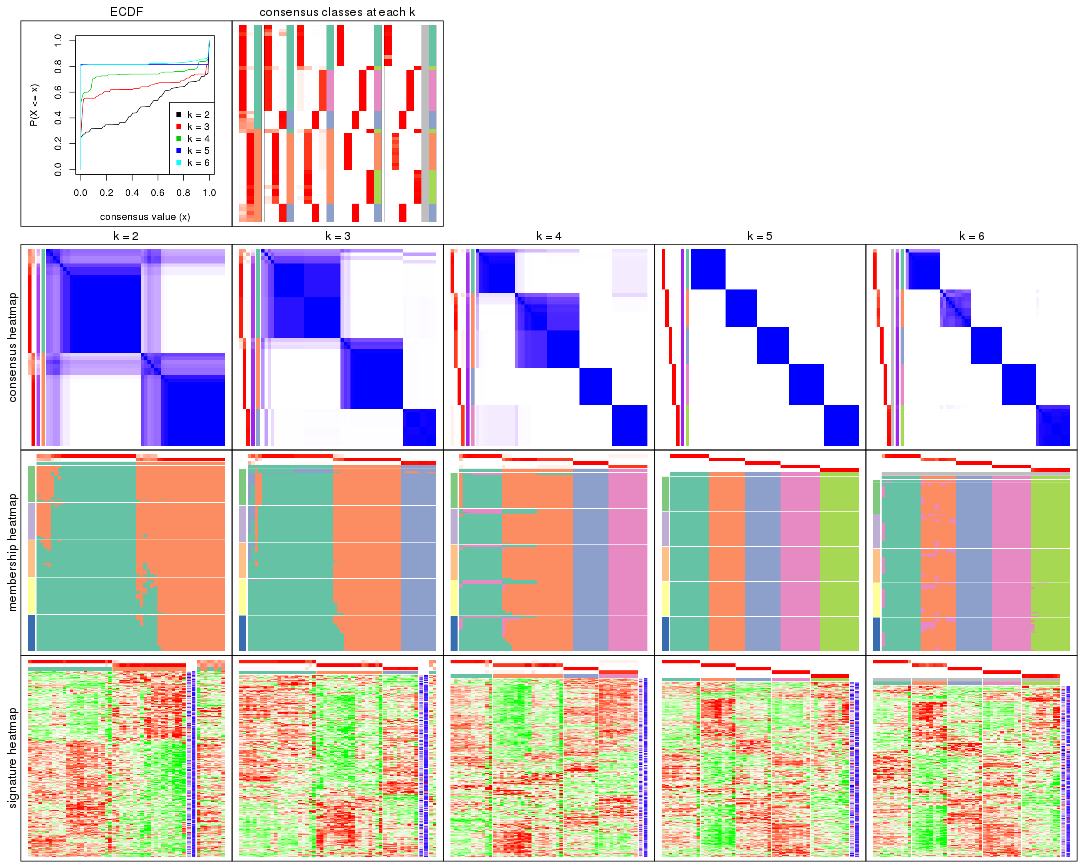 ECDF
consensus classes at each k
P(X <= x)
0.0 0.2 0.4 0.6 0.8 1.0
k = 2
k = 3
k = 4
k = 5
k = 6
0.0 0.2 0.4 0.6 0.8 1.0
consensus value (x)
k = 2
k = 3
k = 4
k = 5
k = 6
consensus heatmap
membership heatmap
signature heatmap